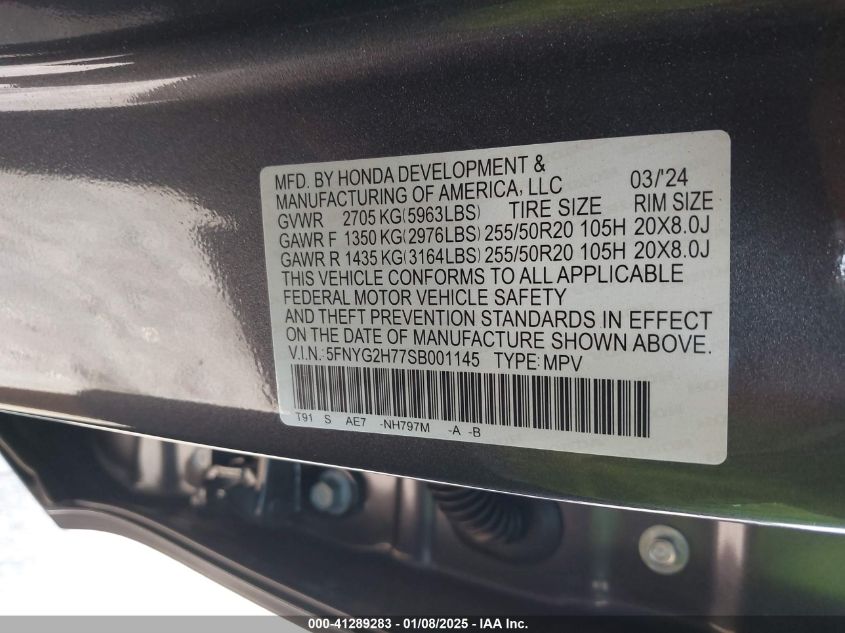 MFD. BY HONDA DEVELOPMENT &
MANUFACTURING OF AMERICA, LLC 03/'24
GVWR 2705 KG(5963LBS) TIRE SIZE RIM SIZE
GAWR F 1350 KG(2976LBS) 255/50R20 105H 20X8.0J
GAWR R 1435 KG(3164LBS) 255/50R20 105H 20X8.0J
THIS VEHICLE CONFORMS TO ALL APPLICABLE
FEDERAL MOTOR VEHICLE SAFETY
AND THEFT PREVENTION STANDARDS IN EFFECT
ON THE DATE OF MANUFACTURE SHOWN ABOVE.
V.I.N.: 5FNYG2H77SB001145 TYPE: MPV
T91 S AE7 -NH797M -A -B
000-41289283 - 01/08/2025 - IAA Inc.